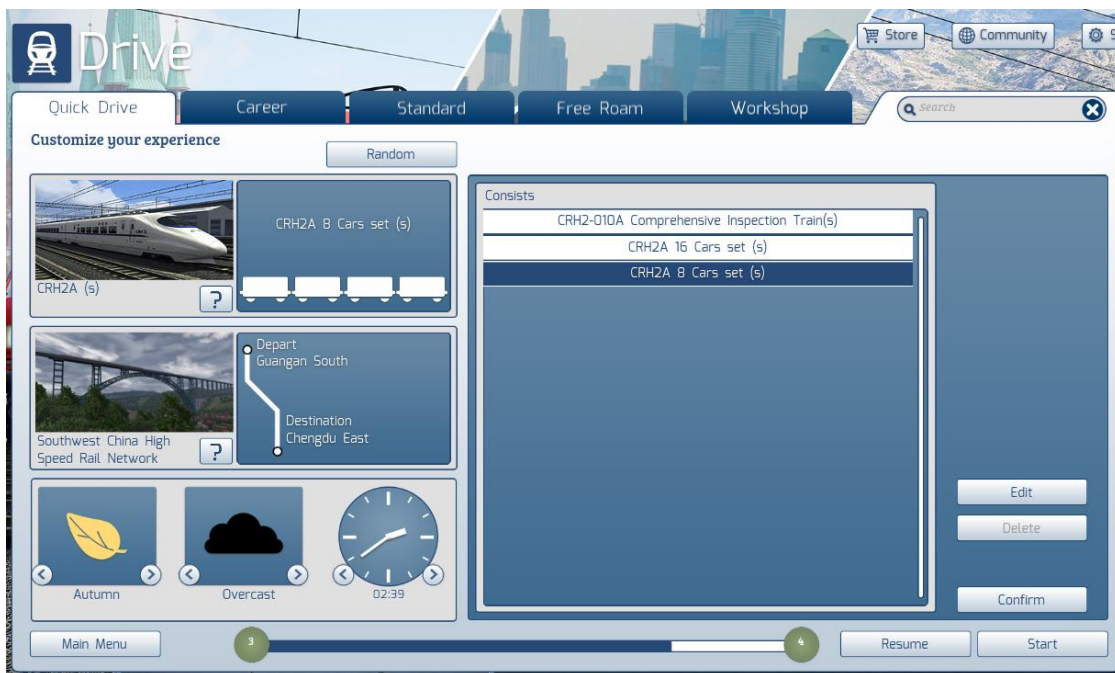 Drive
Store
Community
Quick Drive
Career
Standard
Free Roam
Workshop
Search
Customize your experience
Random
CRH2A 8 Cars set (s)
CRH2A (s)
?
Depart
Guangan South
Destination
Chengdu East
Southwest China High
Speed Rail Network
?
Autumn
Overcast
02:39
Consists
CRH2-010A Comprehensive Inspection Train(s)
CRH2A 16 Cars set (s)
CRH2A 8 Cars set (s)
Edit
Delete
Confirm
Main Menu
3
4
Resume
Start